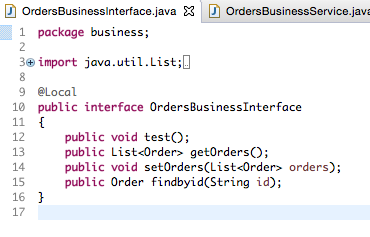 OrdersBusinessInterface.java OrdersBusinessService.java
1 package business;
2
3 import java.util.List;
8
9 @Local
10 public interface OrdersBusinessInterface
11 {
12 public void test();
13 public List<Order> getOrders();
14 public void setOrders(List<Order> orders);
15 public Order findbyid(String id);
16 }
17